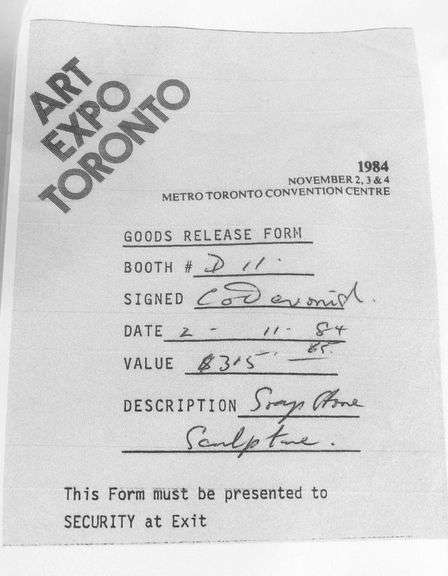 ART
EXPO
TORONTO
1984
NOVEMBER 2, 3 & 4
METRO TORONTO CONVENTION CENTRE
GOODS RELEASE FORM
BOOTH # D 11.
SIGNED
DATE 2 - 11. 84
VALUE $315. 65.
DESCRIPTION Soap Stone
Sculpture.
This Form must be presented to
SECURITY at Exit